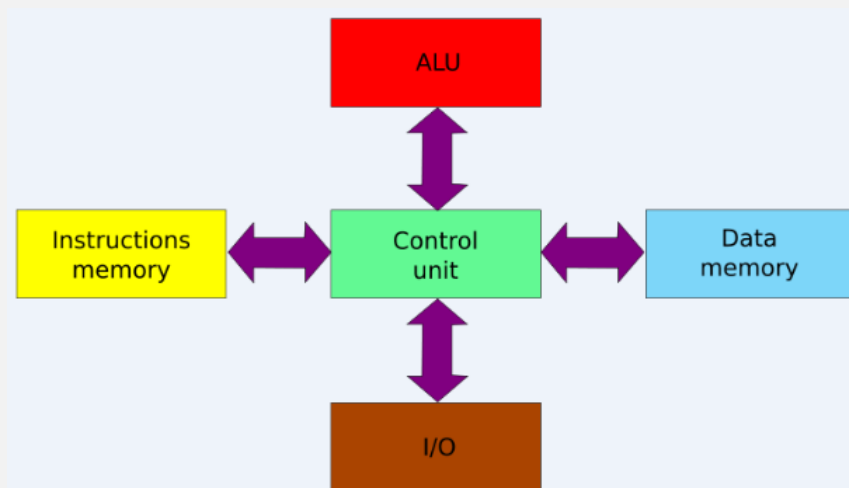 ALU
Instructions
memory
Control
unit
Data
memory
I/O